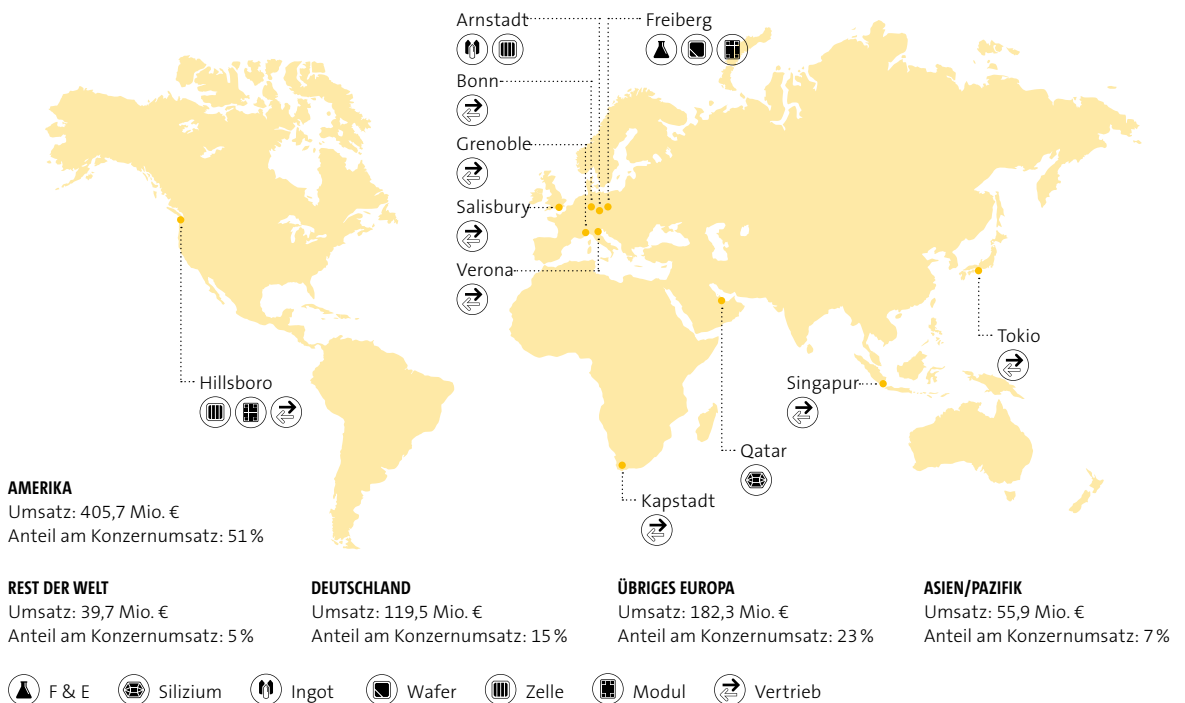 Arnstadt
Freiberg
Bonn
Grenoble
Salisbury
Verona
Tokio
Hillsboro
Singapur
Qatar
Kapstadt
AMERIKA
Umsatz: 405,7 Mio. €
Anteil am Konzernumsatz: 51 %
REST DER WELT
Umsatz: 39,7 Mio. €
Anteil am Konzernumsatz: 5 %
DEUTSCHLAND
Umsatz: 119,5 Mio. €
Anteil am Konzernumsatz: 15 %
ÜBRIGES EUROPA
Umsatz: 182,3 Mio. €
Anteil am Konzernumsatz: 23 %
ASIEN/PAZIFIK
Umsatz: 55,9 Mio. €
Anteil am Konzernumsatz: 7 %
F & E Silizium Ingot Wafer Zelle Modul Vertrieb